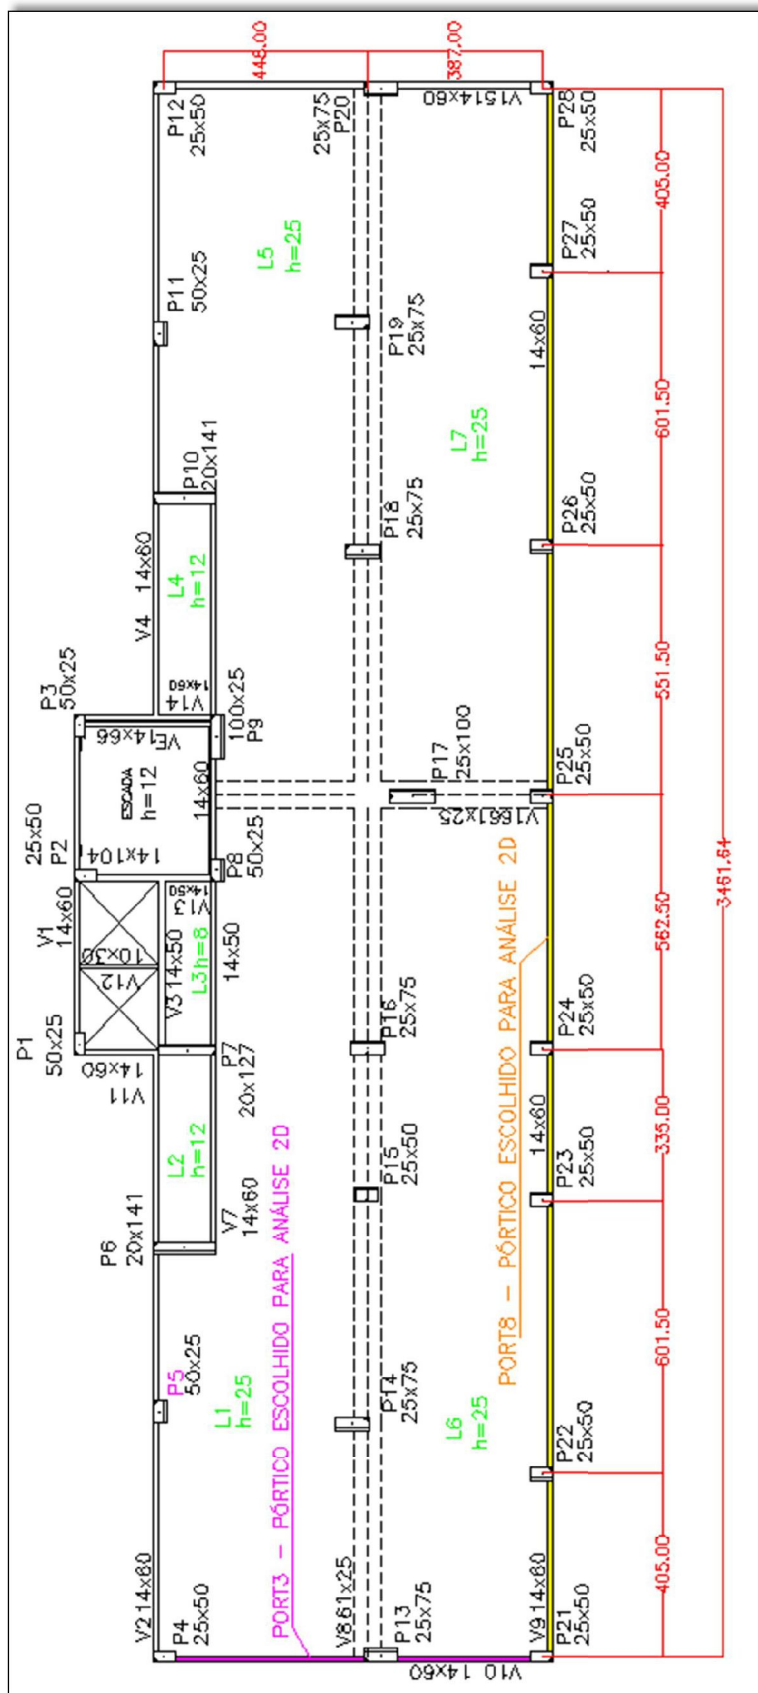 448.00
387.00
P12
25x50
25x75
P20
V15 14x60
P28
25x50
405.00
P11
50x25
L5
h=25
P27
25x50
14x60
P19
25x75
L7
h=25
601.50
P10
20x141
P18
25x75
P26
25x50
V4
14x60
L4
h=12
551.50
P3
50x25
V14
14x60
VE 14x66
100x25
P9
ESCADA
h=12
14x60
P17
25x100
P25
25x50
V16 61x25
P2
25x50
14x104
P8
50x25
3461.64
V1
14x60
10x30
V12
V13
14x50
V3 14x50
L3 h=8
14x50
562.50
P1
50x25
14x60
V11
P7
20x127
P16
25x75
P24
25x50
L2
h=12
P15
25x50
14x60
P23
25x50
335.00
P6
20x141
V7
14x60
PORT3 – PÓRTICO ESCOLHIDO PARA ANÁLISE 2D
PORT8 – PÓRTICO ESCOLHIDO PARA ANÁLISE 2D
P5
50x25
L1
h=25
P14
25x75
L6
h=25
P22
25x50
601.50
V2 14x60
P4
25x50
V8 61x25
P13
25x75
V10 14x60
V9 14x60
P21
25x50
405.00